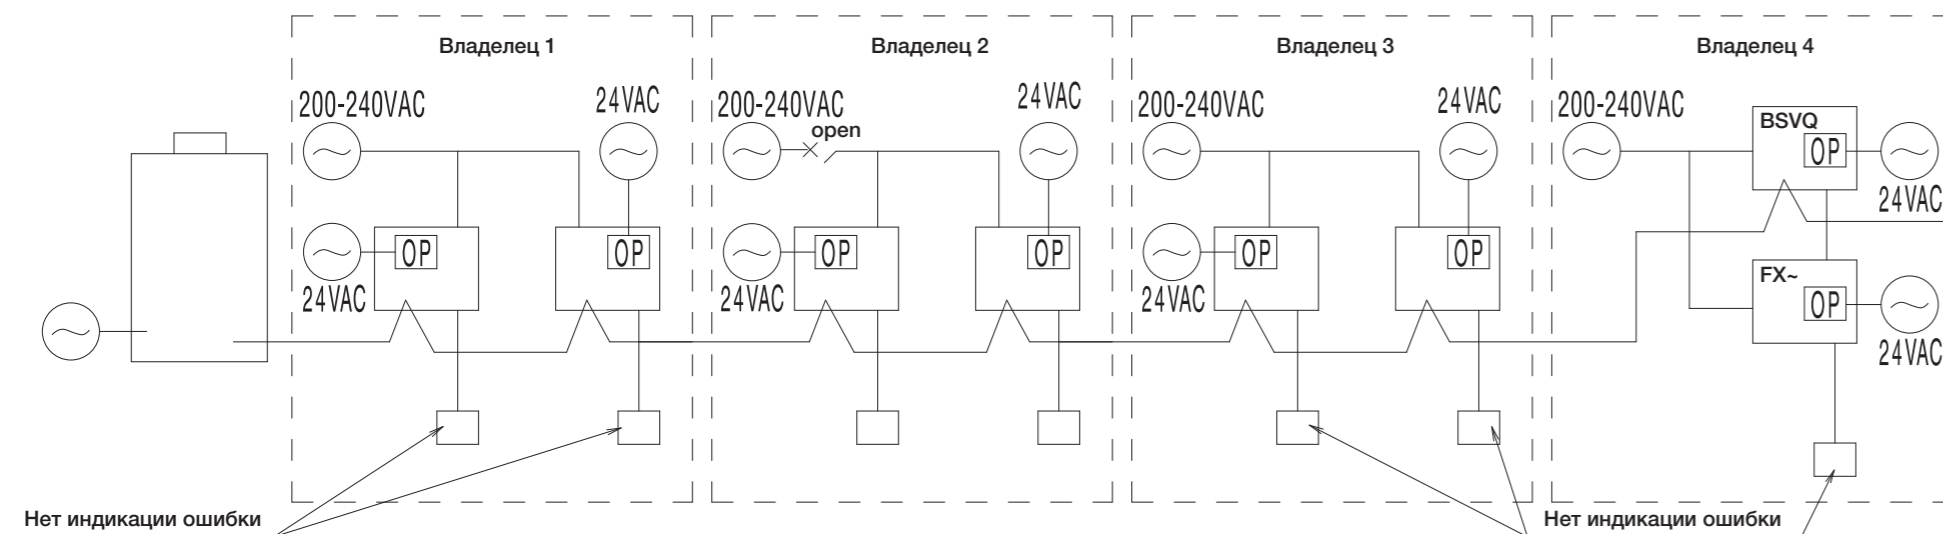 Владелец 1
Владелец 2
Владелец 3
Владелец 4
200-240VAC
24VAC
200-240VAC
open
24VAC
200-240VAC
24VAC
200-240VAC
BSVQ
OP
24VAC
OP
24VAC
OP
OP
24VAC
OP
OP
24VAC
OP
FX~
OP
24VAC
Нет индикации ошибки
Нет индикации ошибки